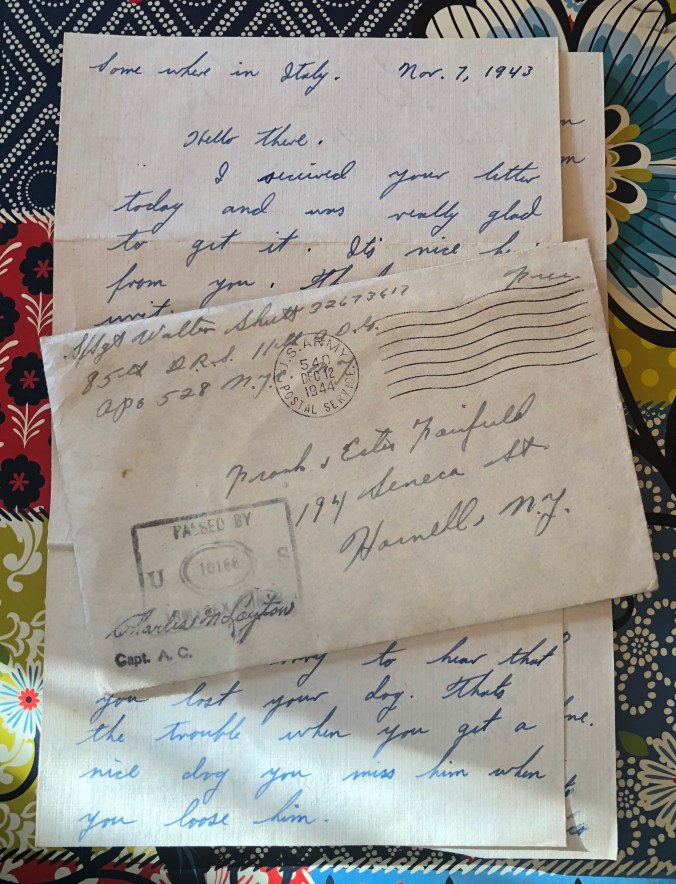 Some where in Italy. Nov. 7, 1943
Hello there.
I received your letter
today and was really glad
to get it. Its nice
from you.
unit.
Free
S/Sgt Walter Shutt 32673617
85th D.R.S. 11th A.D.G.
APO 528 N.Y.
U.S. ARMY
540
DEC 12
1944
POSTAL SERVICE
Frank & Ester Fairfield
194 Seneca St.
Hornell, N.Y.
PASSED BY
U 10166 S
Charles M Layton
Capt. A. C.
to hear that
you lost your dog. Thats
the trouble when you get a
nice dog you miss him when
you loose him.